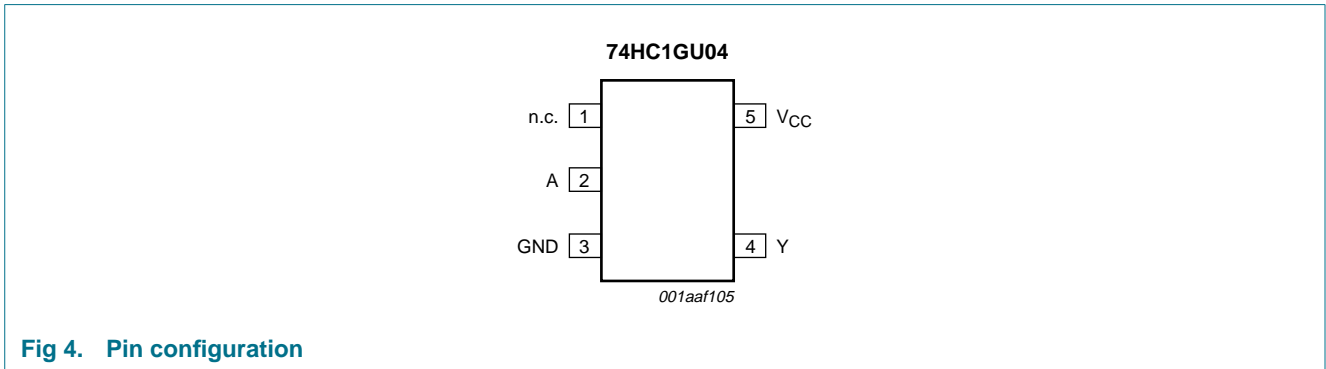 74HC1GU04
n.c. 1
5 VCC
A 2
GND 3
4 Y
001aaf105
Fig 4. Pin configuration